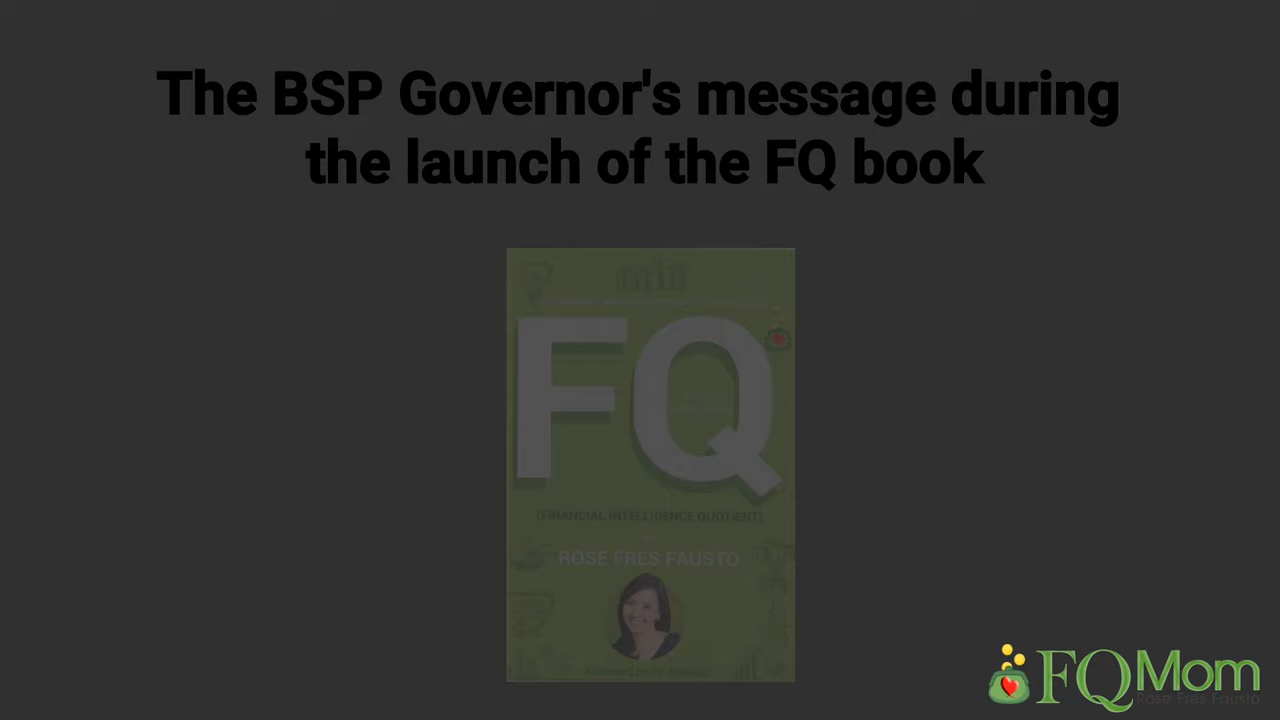 The BSP Governor's message during
the launch of the FQ book
FQ
(FINANCIAL INTELLIGENCE QUOTIENT)
ROSE FRES FAUSTO
FQMom
Rose Fres Fausto